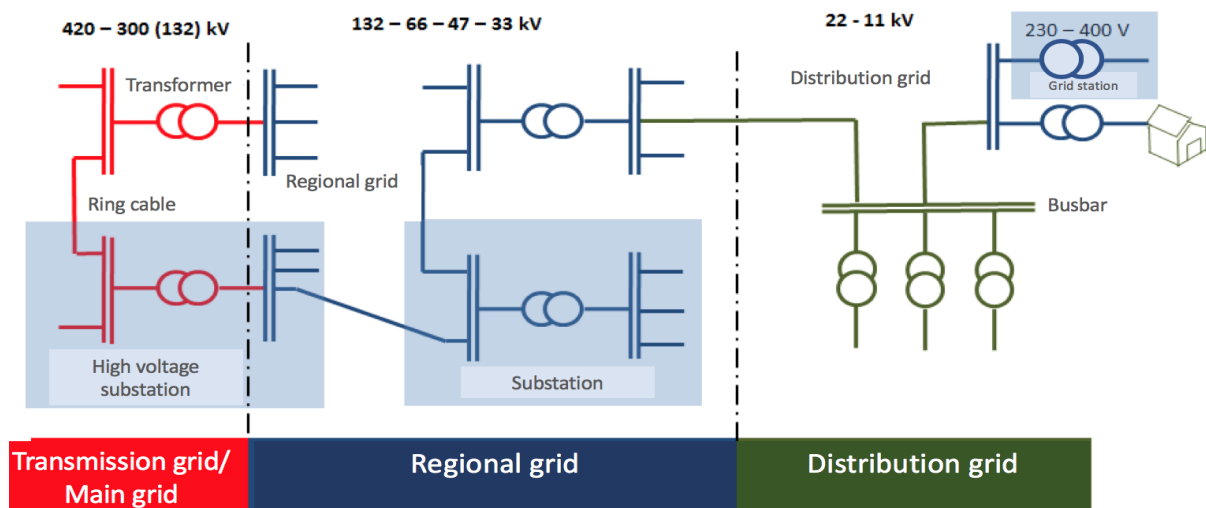 420 – 300 (132) kV
132 – 66 – 47 – 33 kV
22 - 11 kV
230 – 400 V
Transformer
Distribution grid
Grid station
Regional grid
Ring cable
Busbar
High voltage
substation
Substation
Transmission grid/
Main grid
Regional grid
Distribution grid